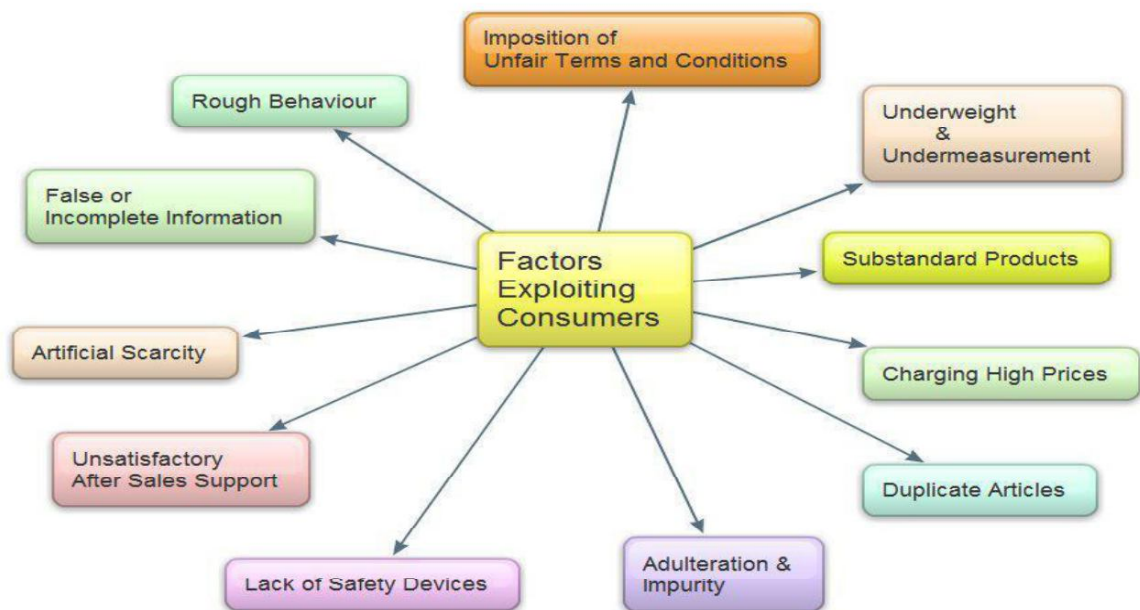 Imposition of
Unfair Terms and Conditions
Rough Behaviour
Underweight
&
Undermeasurement
False or
Incomplete Information
Factors
Exploiting
Consumers
Substandard Products
Artificial Scarcity
Charging High Prices
Unsatisfactory
After Sales Support
Duplicate Articles
Lack of Safety Devices
Adulteration &
Impurity